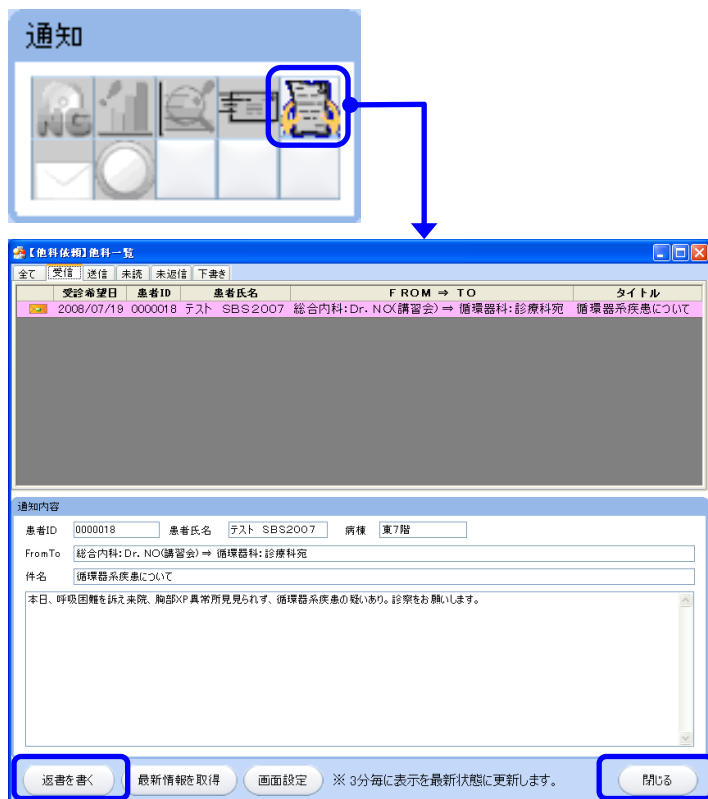 通知
NG
【他科依頼】他科一覧
全て 受信 送信 未読 未返信 下書き
受診希望日 患者ID 患者氏名 FROM ⇒ TO タイトル
2008/07/19 0000018 テスト SBS2007 総合内科:Dr. NO(講習会) ⇒ 循環器科:診療科宛 循環器系疾患について
通知内容
患者ID 0000018 患者氏名 テスト SBS2007 病棟 東7階
FromTo 総合内科:Dr. NO(講習会) ⇒ 循環器科:診療科宛
件名 循環器系疾患について
本日、呼吸困難を訴え来院、胸部XP異常所見見られず、循環器系疾患の疑いあり。診察をお願いします。
返書を書く 最新情報を取得 画面設定 ※ 3分毎に表示を最新状態に更新します。 閉じる